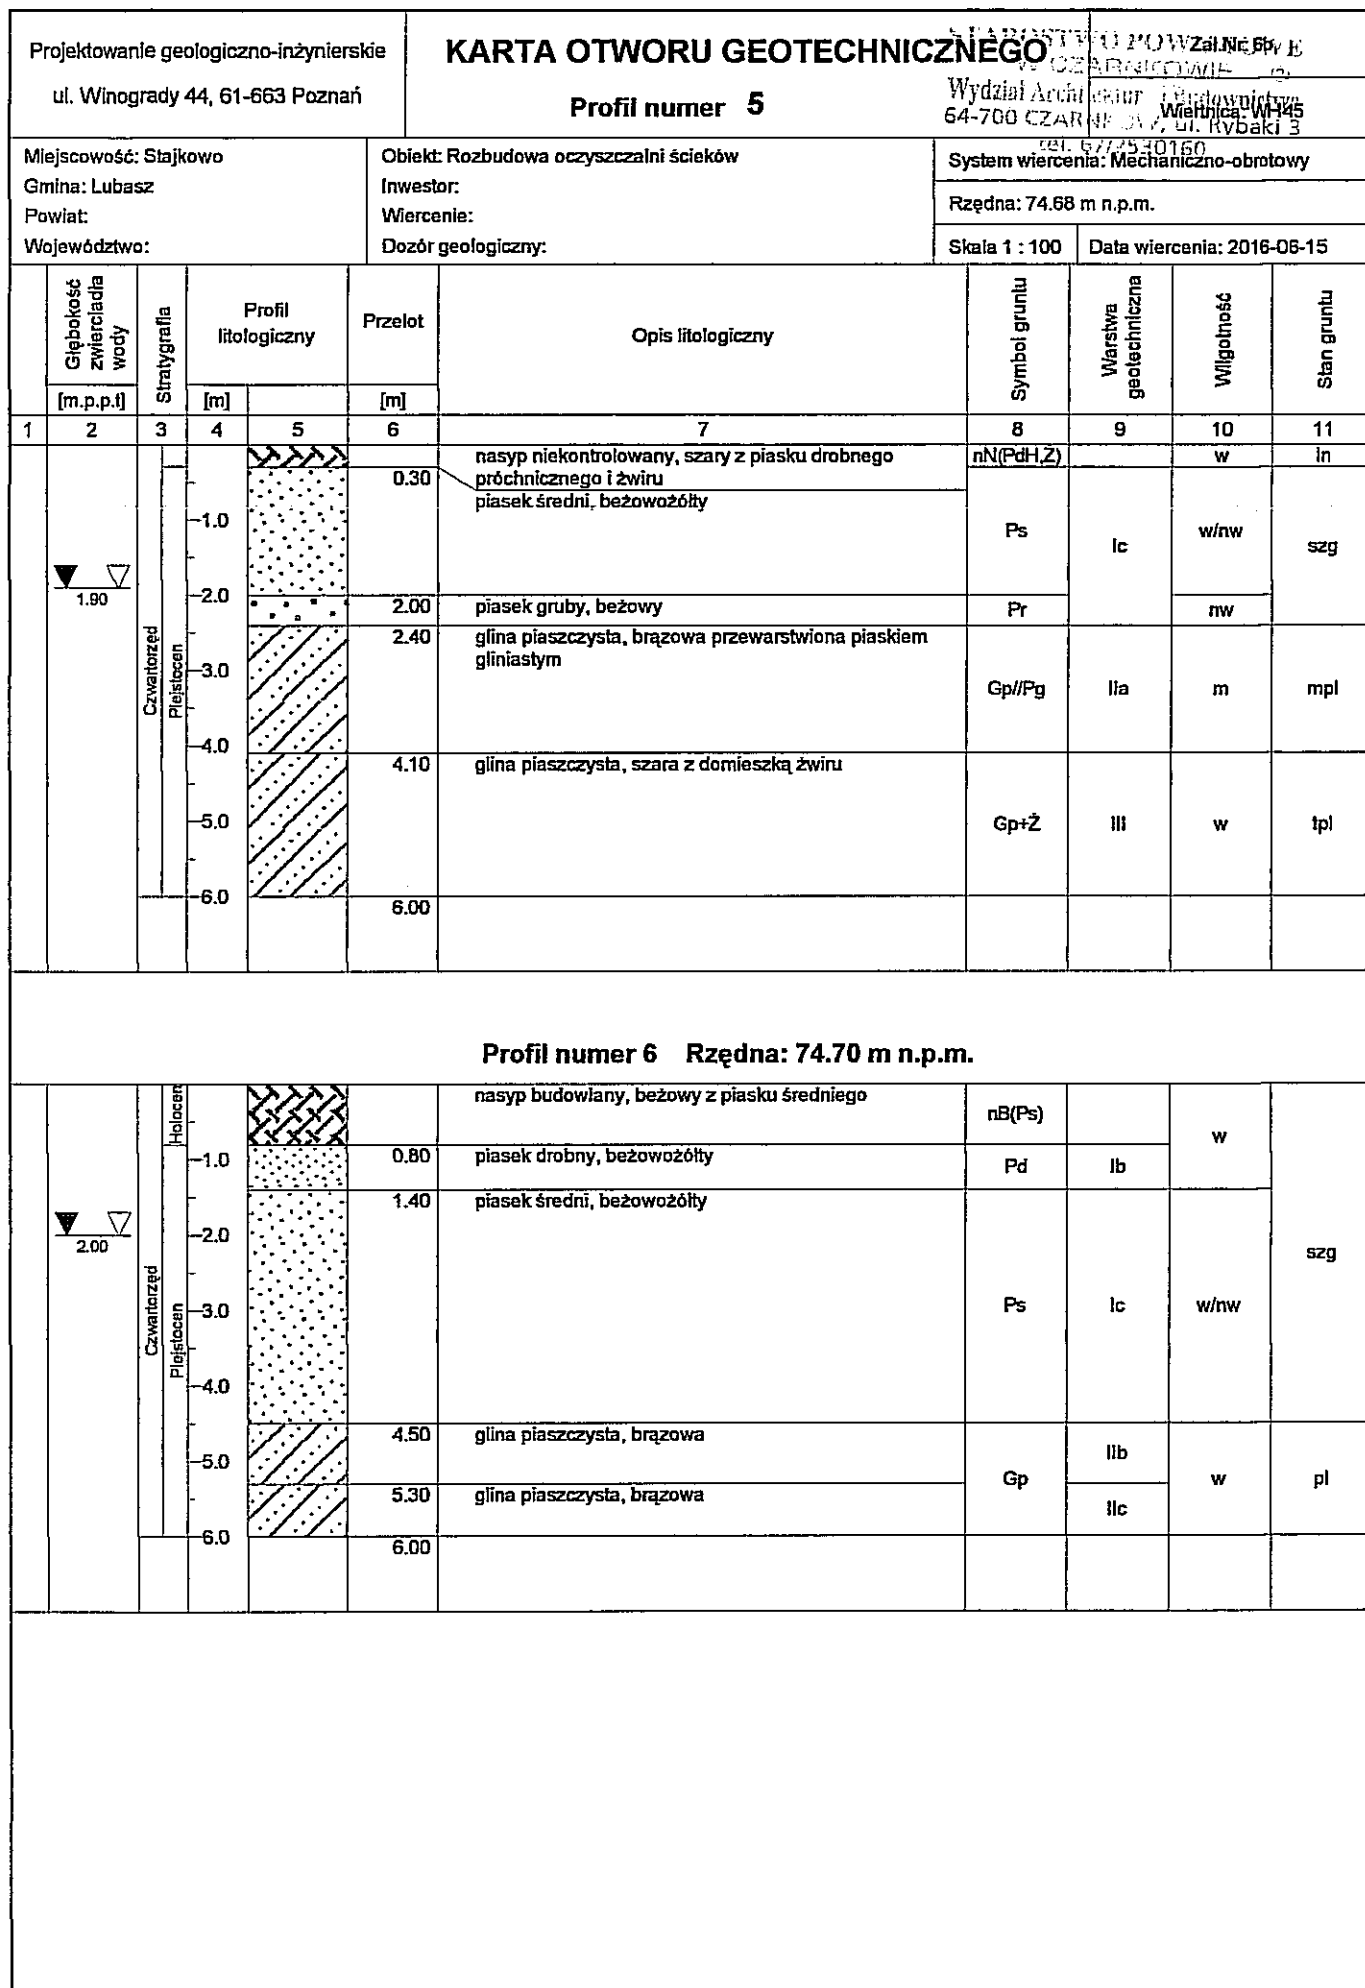 Projektowanie geologiczno-inżynierskie
ul. Winogrady 44, 61-663 Poznań
KARTA OTWORU GEOTECHNICZNEGO
Profil numer 5
Zał.Nr: 6b
Wiertnica: WH45
Wydział
64-700
ul. Rybaki 3
tel. 67/2530160
Miejscowość: Stajkowo
Gmina: Lubasz
Powiat:
Województwo:
Obiekt: Rozbudowa oczyszczalni ścieków
Inwestor:
Wiercenie:
Dozór geologiczny:
System wiercenia: Mechaniczno-obrotowy
Rzędna: 74.68 m n.p.m.
Skala 1 : 100
Data wiercenia: 2016-06-15
Głębokość zwierciadła wody
[m.p.p.t]
Stratygrafia
Profil litologiczny
[m]
Przelot
[m]
Opis litologiczny
Symbol gruntu
Warstwa geotechniczna
Wilgotność
Stan gruntu
1 2 3 4 5 6 7 8 9 10 11
nasyp niekontrolowany, szary z piasku drobnego
próchnicznego i żwiru
nN(PdH,Ż) w ln
0.30 piasek średni, beżowożółty
Ps Ic w/nw szg
1.90
2.00 piasek gruby, beżowy Pr nw
2.40 glina piaszczysta, brązowa przewarstwiona piaskiem
gliniastym
Gp//Pg IIa m mpl
4.10 glina piaszczysta, szara z domieszką żwiru
Gp+Ż III w tpl
6.00
Czwartorzęd
Plejstocen
1.0
2.0
3.0
4.0
5.0
6.0
Profil numer 6 Rzędna: 74.70 m n.p.m.
nasyp budowlany, beżowy z piasku średniego
nB(Ps) w szg
0.80 piasek drobny, beżowożółty Pd Ib
1.40 piasek średni, beżowożółty
2.00
Ps Ic w/nw
4.50 glina piaszczysta, brązowa IIb
Gp w pl
5.30 glina piaszczysta, brązowa IIc
6.00
Czwartorzęd
Holocen
Plejstocen
1.0
2.0
3.0
4.0
5.0
6.0